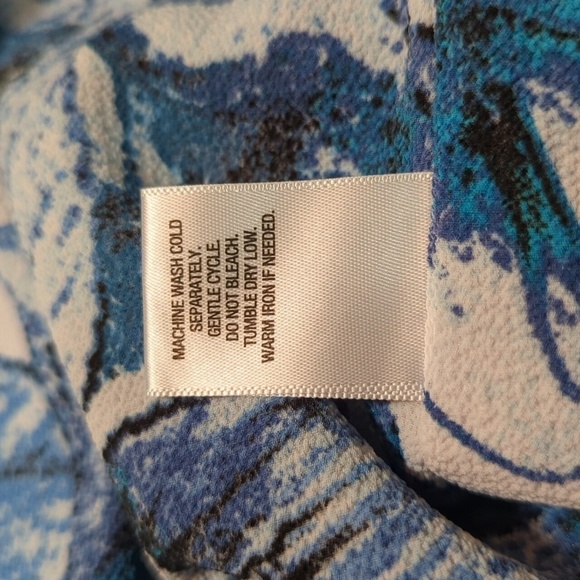 MACHINE WASH COLD
SEPARATELY.
GENTLE CYCLE.
DO NOT BLEACH.
TUMBLE DRY LOW.
WARM IRON IF NEEDED.